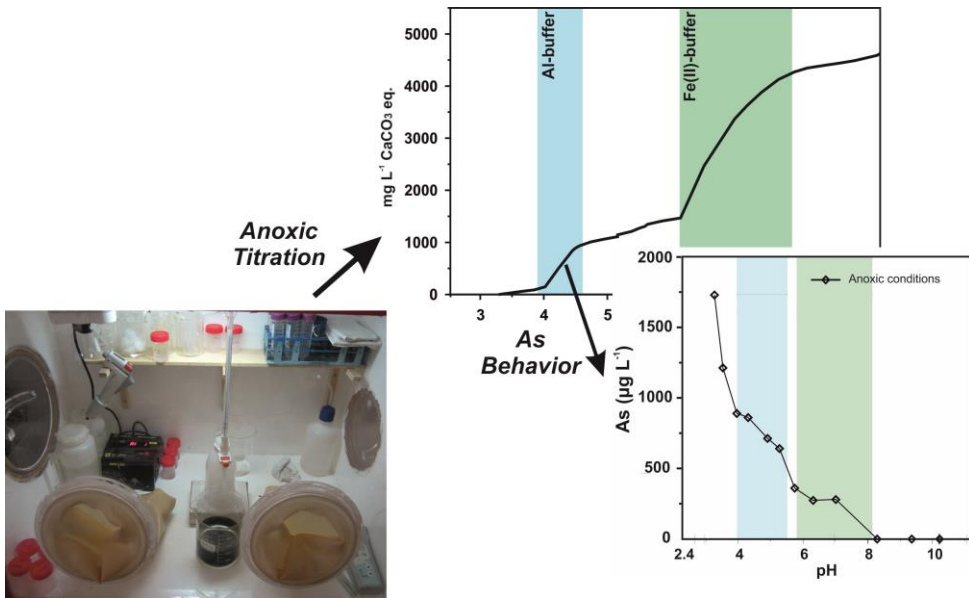 5500
5000
4000
3000
2000
1000
0
mg L⁻¹ CaCO₃ eq.
Al-buffer
Fe(II)-buffer
3
4
5
Anoxic
Titration
As
Behavior
Anoxic conditions
2000
1500
1000
500
0
As (µg L⁻¹)
2.4
4
6
8
10
pH